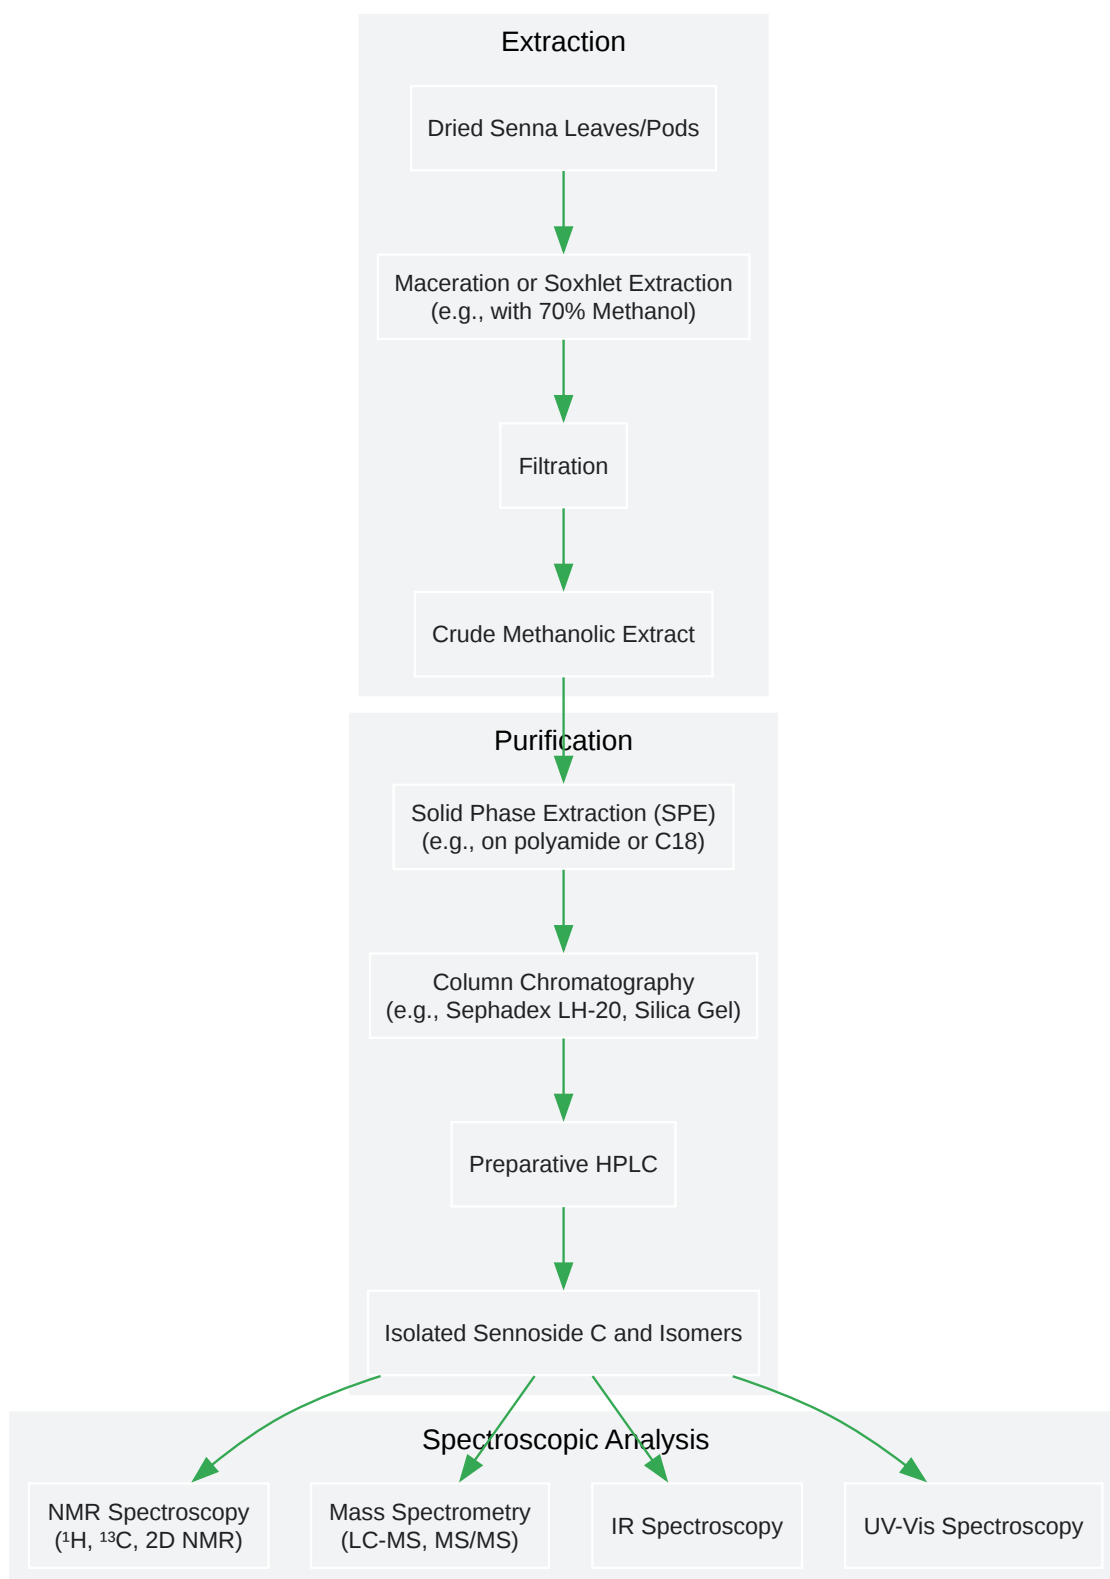 Extraction
Dried Senna Leaves/Pods
Maceration or Soxhlet Extraction
(e.g., with 70% Methanol)
Filtration
Crude Methanolic Extract
Purification
Solid Phase Extraction (SPE)
(e.g., on polyamide or C18)
Column Chromatography
(e.g., Sephadex LH-20, Silica Gel)
Preparative HPLC
Isolated Sennoside C and Isomers
Spectroscopic Analysis
NMR Spectroscopy
(¹H, ¹³C, 2D NMR)
Mass Spectrometry
(LC-MS, MS/MS)
IR Spectroscopy
UV-Vis Spectroscopy